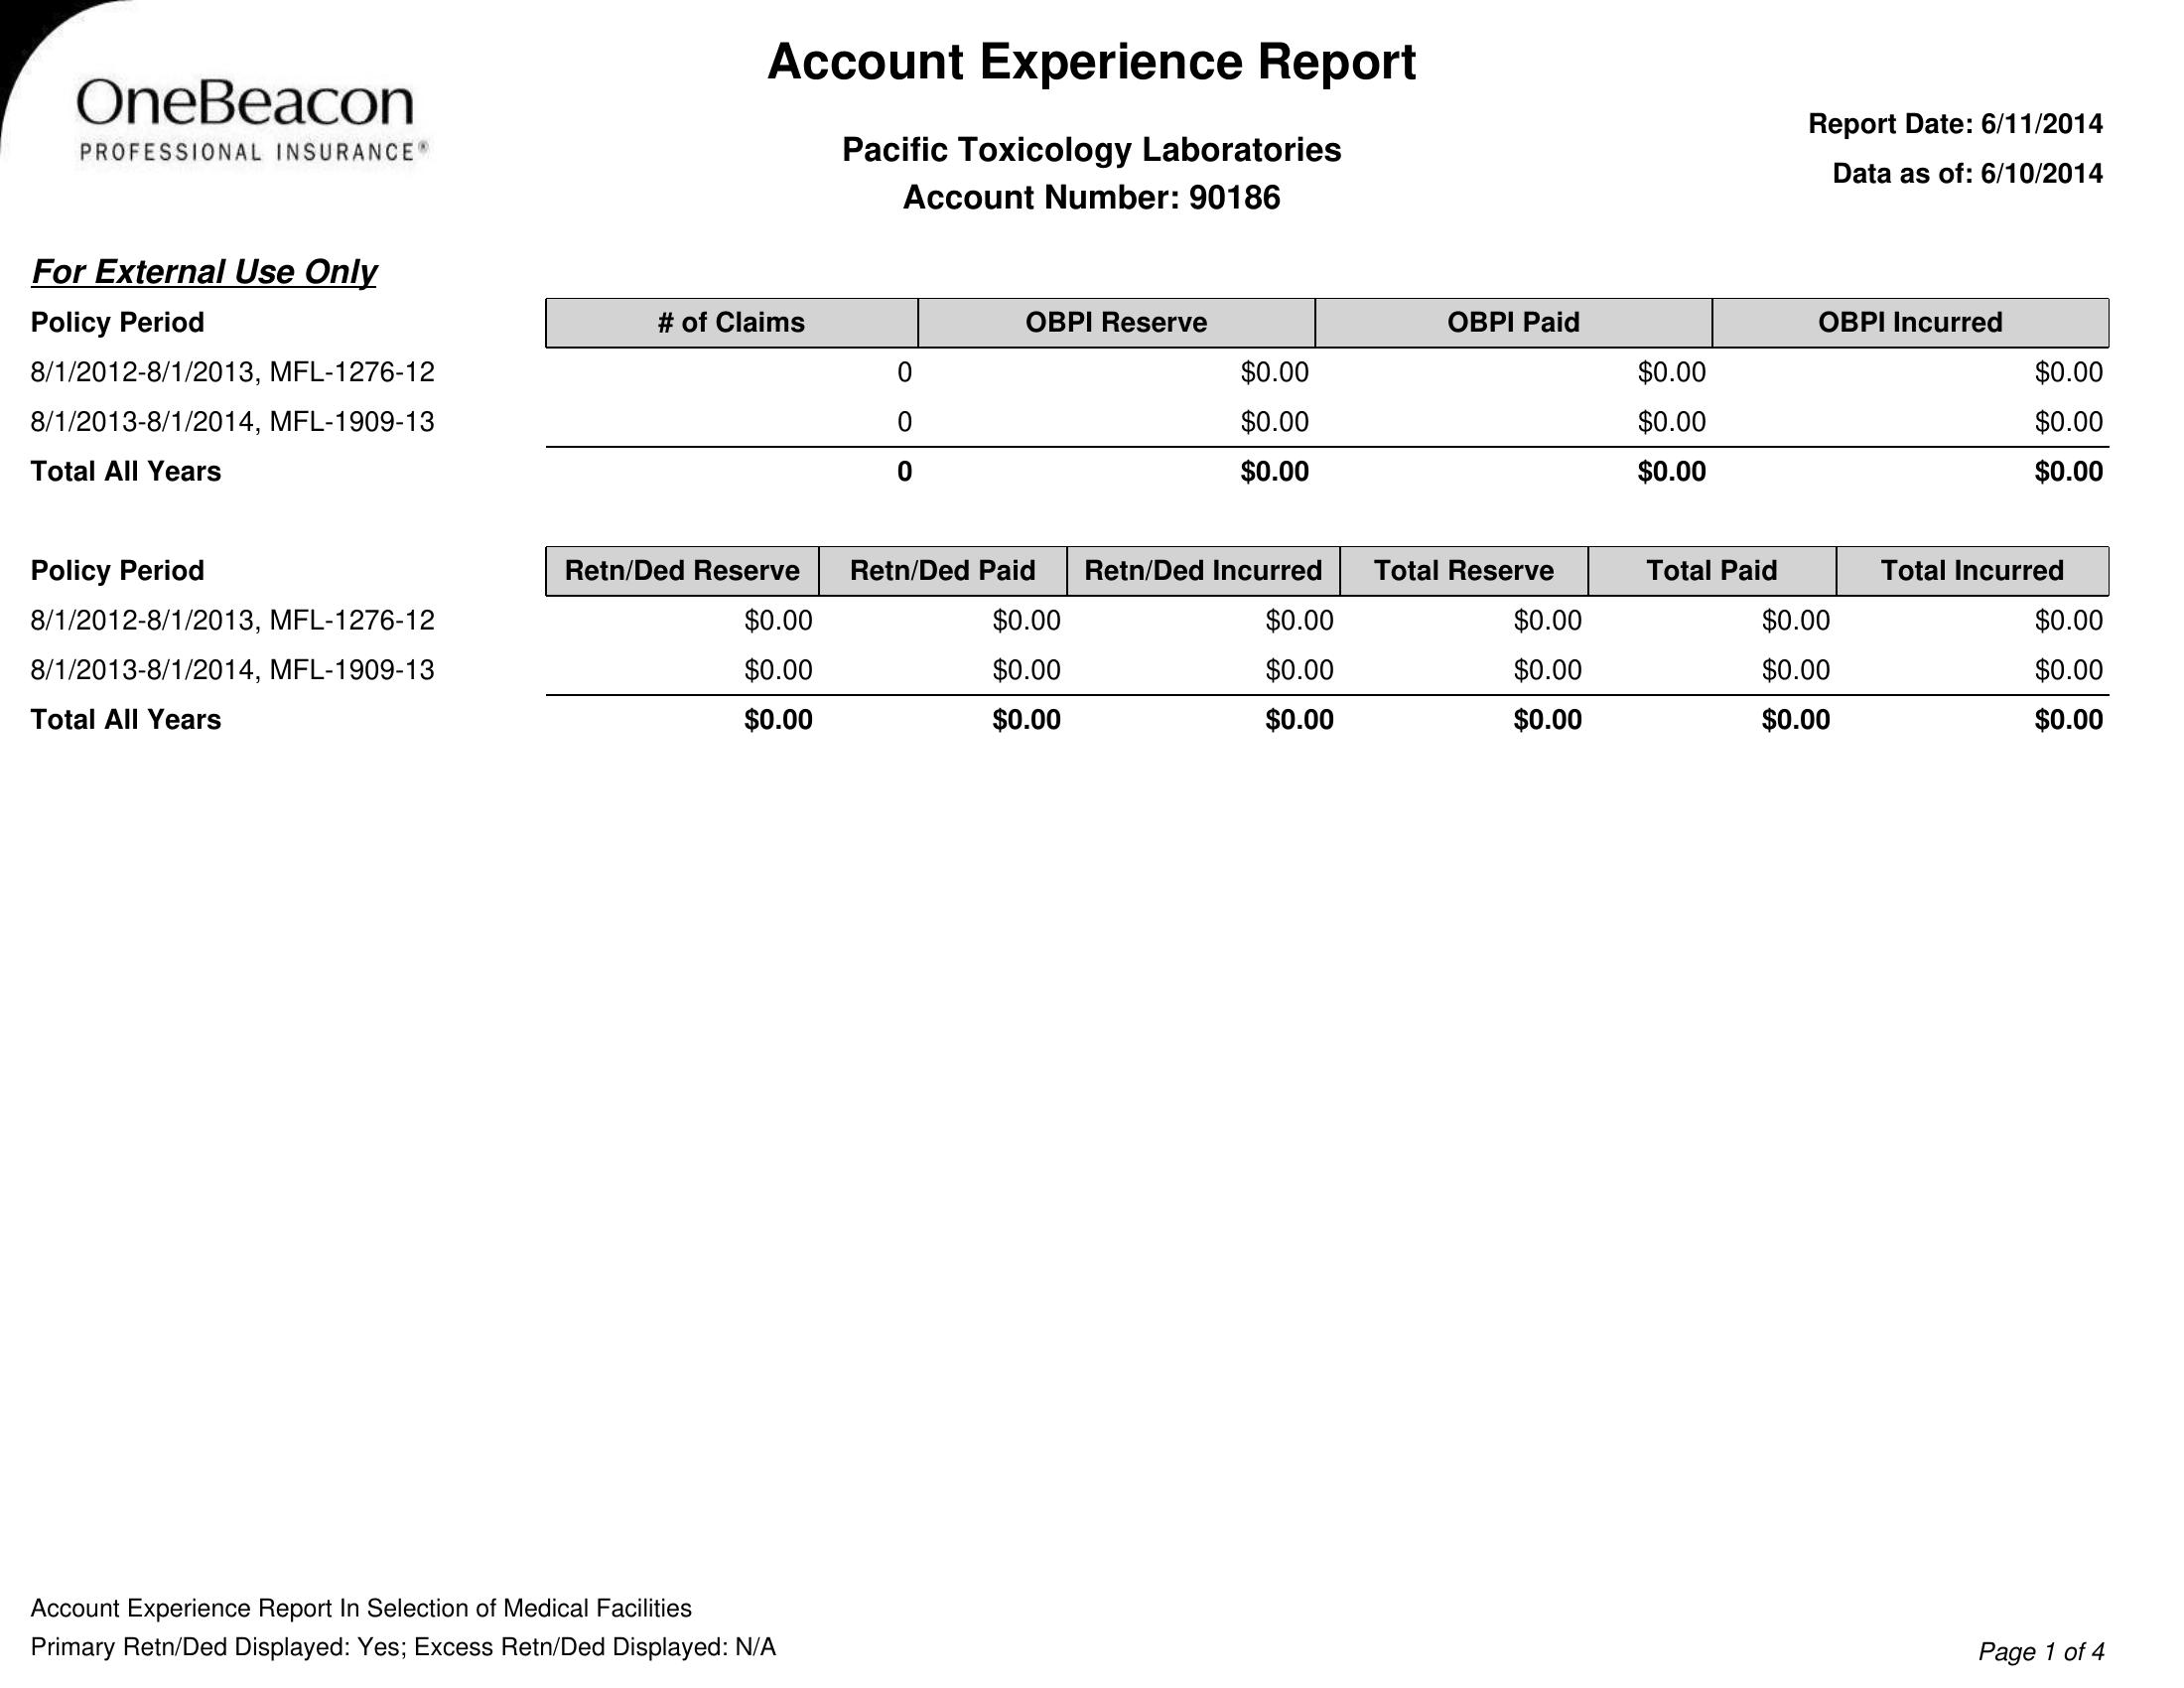 Account Experience Report
OneBeacon
PROFESSIONAL INSURANCE®
Pacific Toxicology Laboratories
Account Number: 90186
Report Date: 6/11/2014
Data as of: 6/10/2014
For External Use Only
Policy Period # of Claims OBPI Reserve OBPI Paid OBPI Incurred
8/1/2012-8/1/2013, MFL-1276-12 0 $0.00 $0.00 $0.00
8/1/2013-8/1/2014, MFL-1909-13 0 $0.00 $0.00 $0.00
Total All Years 0 $0.00 $0.00 $0.00
Policy Period Retn/Ded Reserve Retn/Ded Paid Retn/Ded Incurred Total Reserve Total Paid Total Incurred
8/1/2012-8/1/2013, MFL-1276-12 $0.00 $0.00 $0.00 $0.00 $0.00 $0.00
8/1/2013-8/1/2014, MFL-1909-13 $0.00 $0.00 $0.00 $0.00 $0.00 $0.00
Total All Years $0.00 $0.00 $0.00 $0.00 $0.00 $0.00
Account Experience Report In Selection of Medical Facilities
Primary Retn/Ded Displayed: Yes; Excess Retn/Ded Displayed: N/A
Page 1 of 4